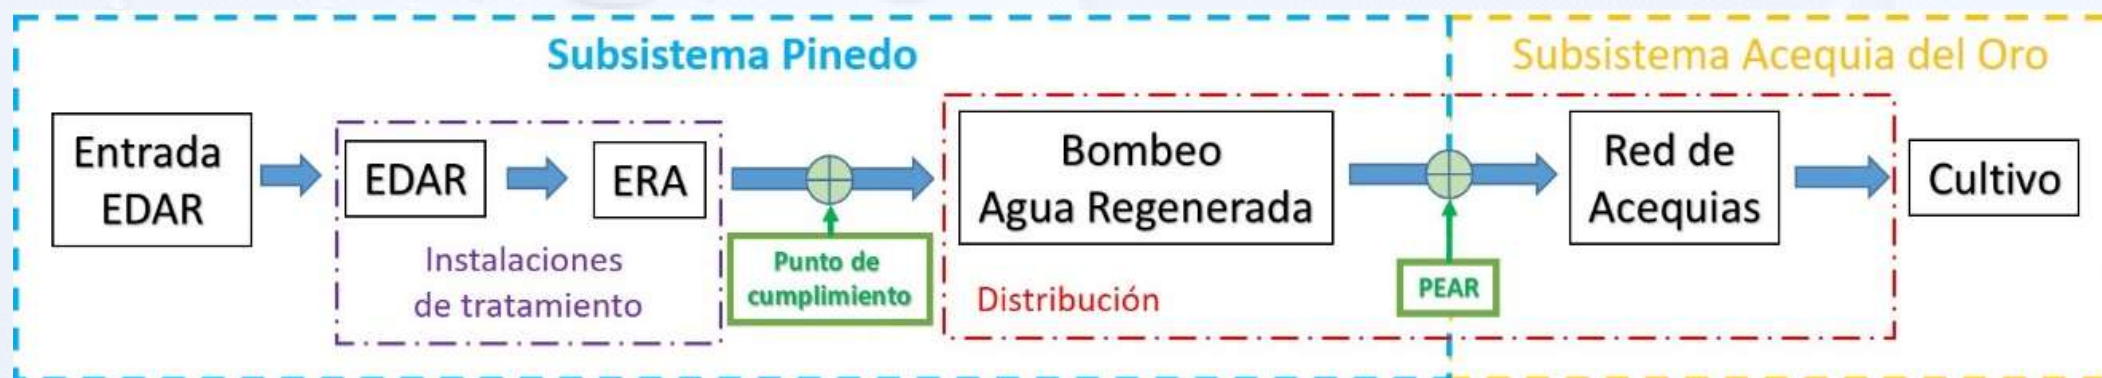 Subsistema Pinedo
Subsistema Acequia del Oro
Entrada
EDAR
EDAR
ERA
Instalaciones
de tratamiento
Punto de
cumplimiento
Bombeo
Agua Regenerada
Distribución
PEAR
Red de
Acequias
Cultivo